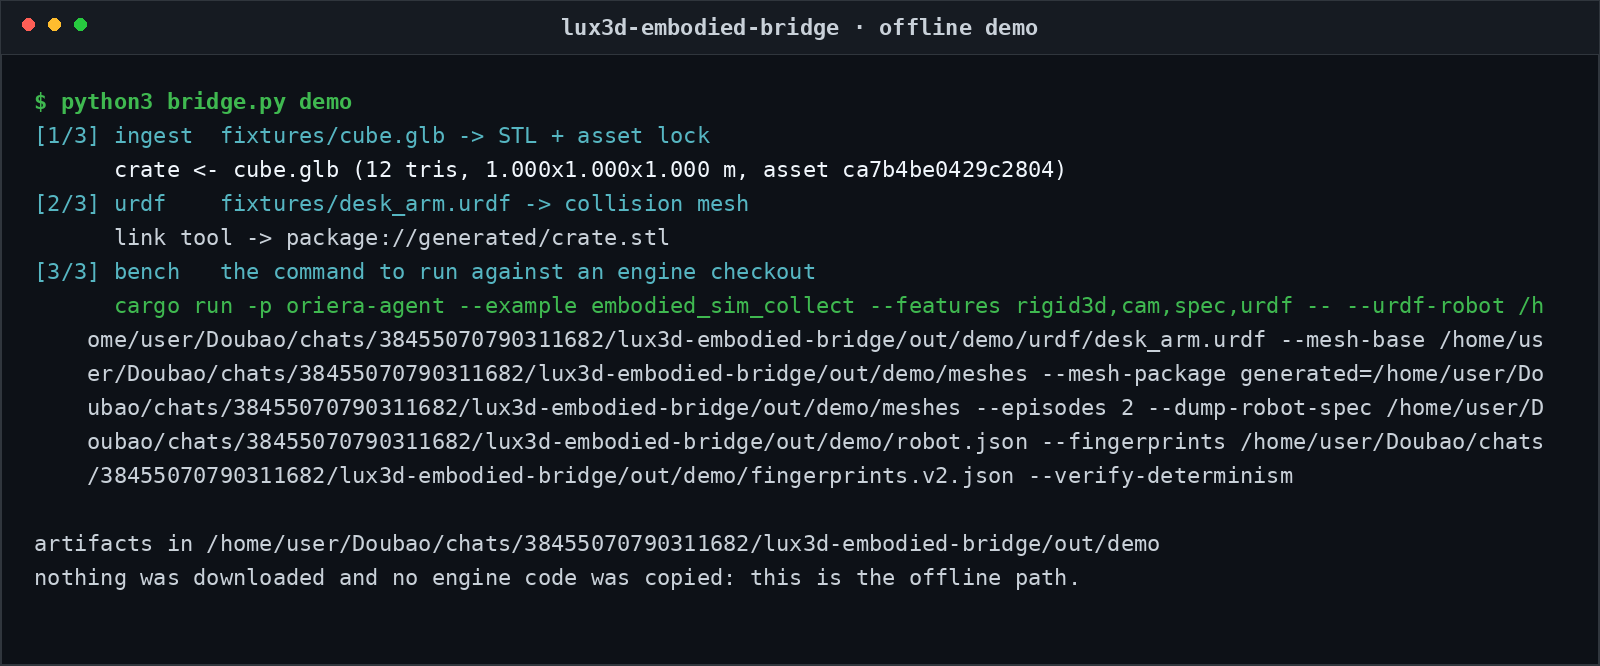 lux3d-embodied-bridge · offline demo
$ python3 bridge.py demo
[1/3] ingest  fixtures/cube.glb -> STL + asset lock
crate <- cube.glb (12 tris, 1.000x1.000x1.000 m, asset ca7b4be0429c2804)
[2/3] urdf    fixtures/desk_arm.urdf -> collision mesh
link tool -> package://generated/crate.stl
[3/3] bench   the command to run against an engine checkout
cargo run -p oriera-agent --example embodied_sim_collect --features rigid3d,cam,spec,urdf -- --urdf-robot /h
ome/user/Doubao/chats/38455070790311682/lux3d-embodied-bridge/out/demo/urdf/desk_arm.urdf --mesh-base /home/us
er/Doubao/chats/38455070790311682/lux3d-embodied-bridge/out/demo/meshes --mesh-package generated=/home/user/Do
ubao/chats/38455070790311682/lux3d-embodied-bridge/out/demo/meshes --episodes 2 --dump-robot-spec /home/user/D
oubao/chats/38455070790311682/lux3d-embodied-bridge/out/demo/robot.json --fingerprints /home/user/Doubao/chats
/38455070790311682/lux3d-embodied-bridge/out/demo/fingerprints.v2.json --verify-determinism
artifacts in /home/user/Doubao/chats/38455070790311682/lux3d-embodied-bridge/out/demo
nothing was downloaded and no engine code was copied: this is the offline path.